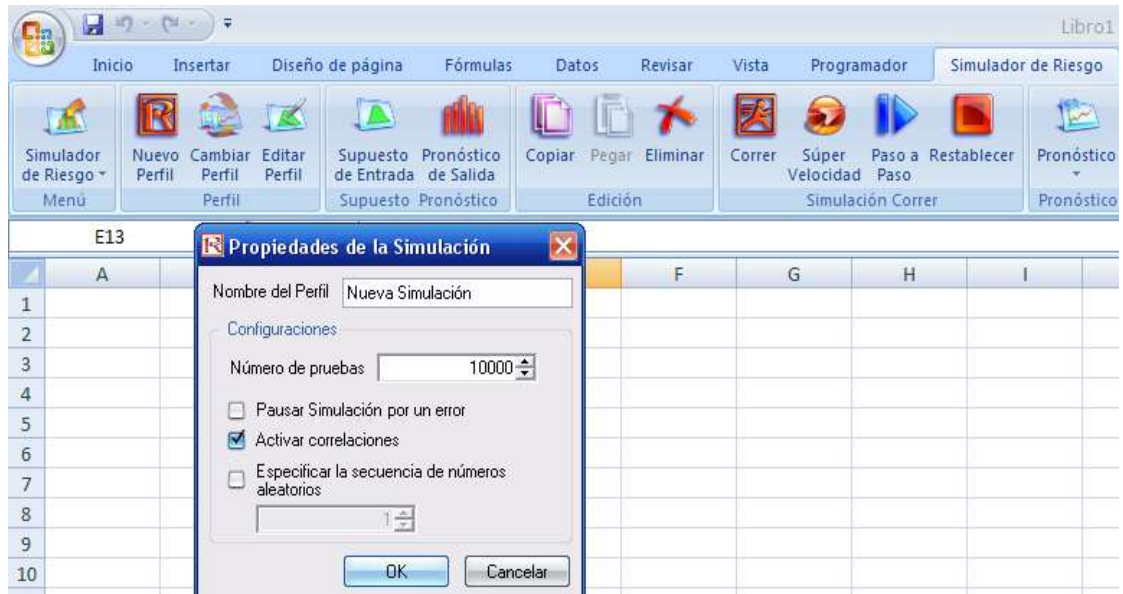 Libro1
Inicio Insertar Diseño de página Fórmulas Datos Revisar Vista Programador Simulador de Riesgo
Simulador de Riesgo
Nuevo Perfil
Cambiar Perfil
Editar Perfil
Supuesto de Entrada
Pronóstico de Salida
Copiar
Pegar
Eliminar
Correr
Súper Velocidad
Paso a Paso
Restablecer
Pronóstico
Menú Perfil Supuesto Pronóstico Edición Simulación Correr Pronóstico
E13
Propiedades de la Simulación
A F G H I
Nombre del Perfil Nueva Simulación
Configuraciones
Número de pruebas 10000
Pausar Simulación por un error
Activar correlaciones
Especificar la secuencia de números
aleatorios
1
OK Cancelar
1
2
3
4
5
6
7
8
9
10